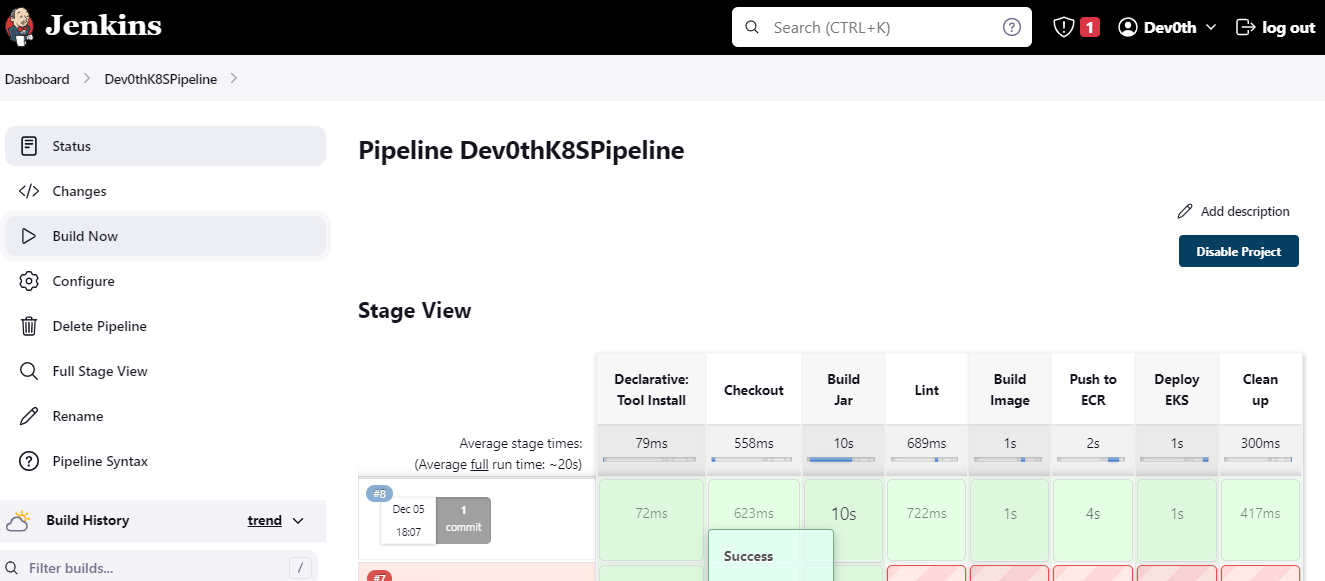 Jenkins
Search (CTRL+K)
?
1
Dev0th
log out
Dashboard
Dev0thK8SPipeline
Status
Changes
Build Now
Configure
Delete Pipeline
Full Stage View
Rename
Pipeline Syntax
Build History
trend
Filter builds...
/
Pipeline Dev0thK8SPipeline
Add description
Disable Project
Stage View
Declarative:
Tool Install
Checkout
Build
Jar
Lint
Build
Image
Push to
ECR
Deploy
EKS
Clean
up
Average stage times:
(Average full run time: ~20s)
79ms
558ms
10s
689ms
1s
2s
1s
300ms
#8
Dec 05
18:07
1
commit
72ms
623ms
10s
722ms
1s
4s
1s
417ms
Success
#7